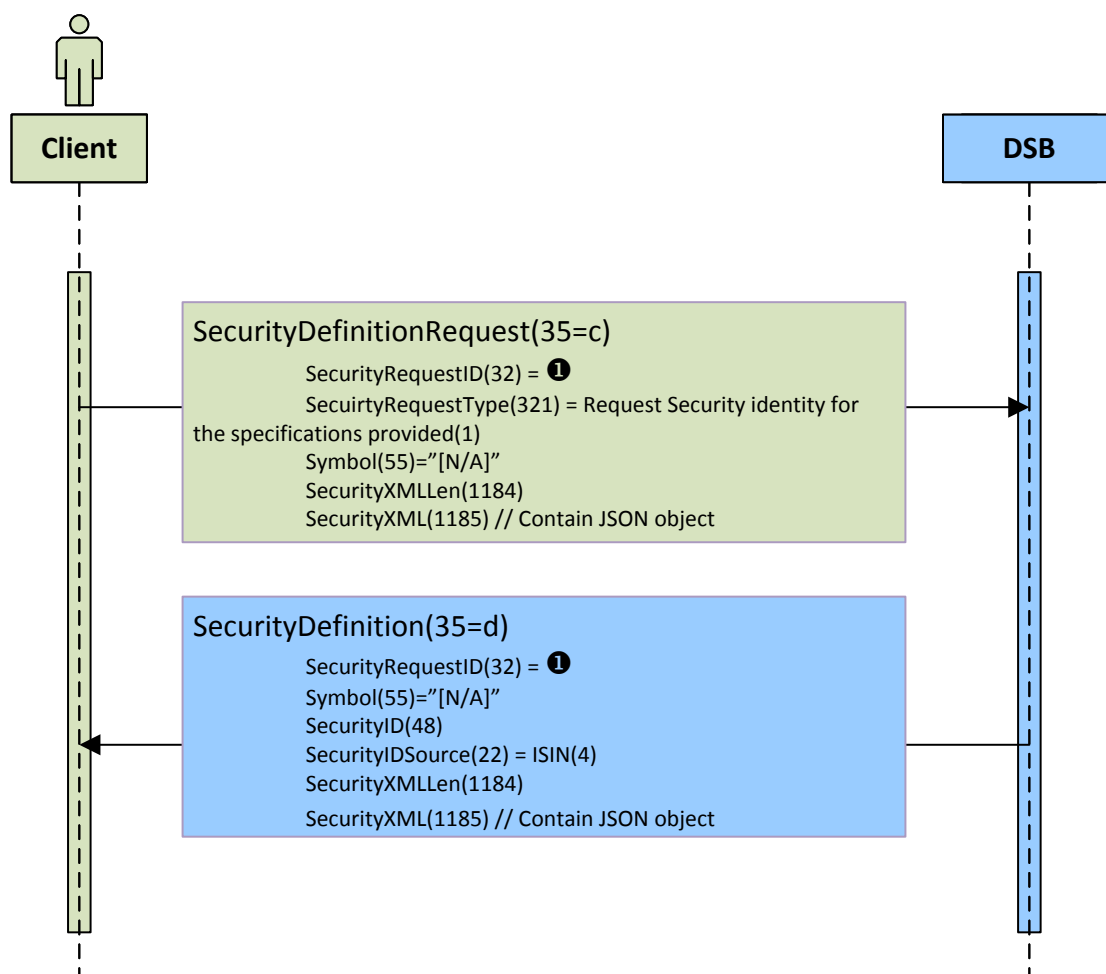 Client
DSB
SecurityDefinitionRequest(35=c)
SecurityRequestID(32) = ❶
SecuirtyRequestType(321) = Request Security identity for
the specifications provided(1)
Symbol(55)=”[N/A]”
SecurityXMLLen(1184)
SecurityXML(1185) // Contain JSON object
SecurityDefinition(35=d)
SecurityRequestID(32) = ❶
Symbol(55)=”[N/A]”
SecurityID(48)
SecurityIDSource(22) = ISIN(4)
SecurityXMLLen(1184)
SecurityXML(1185) // Contain JSON object